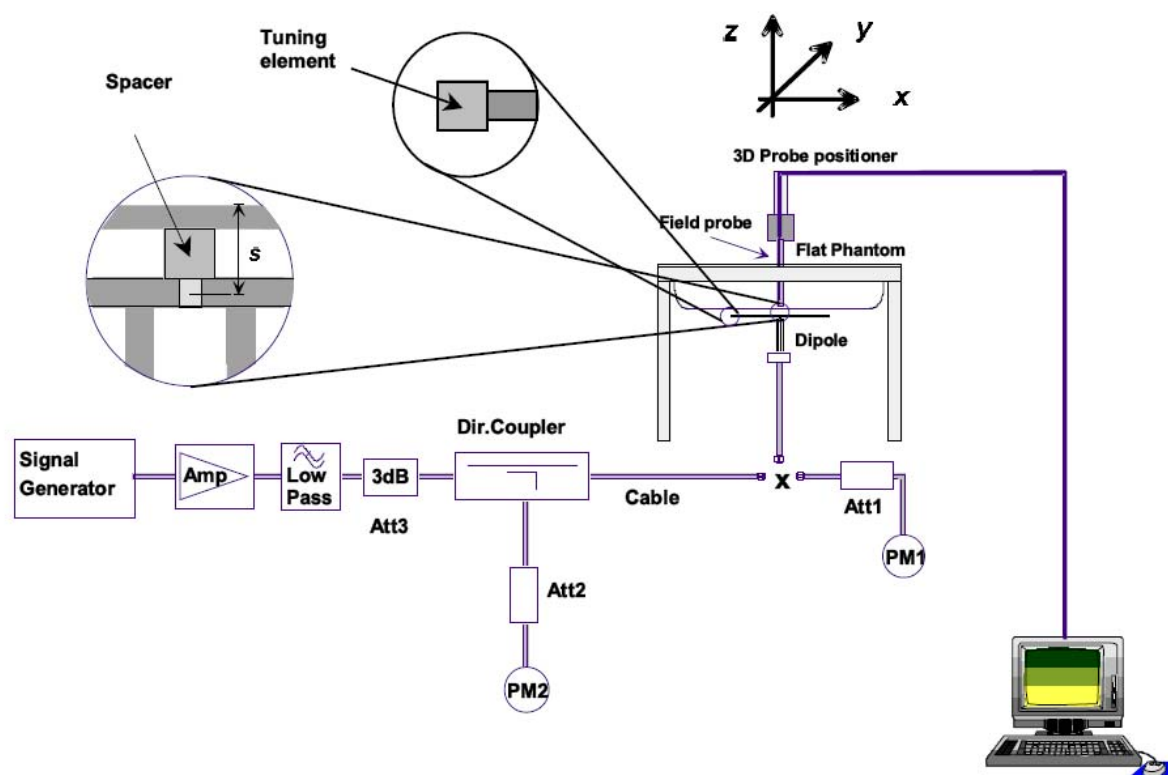 Tuning
element
Spacer
z
y
x
3D Probe positioner
Field probe
Flat Phantom
s
Dipole
Dir.Coupler
Signal
Generator
Amp
Low
Pass
3dB
Att3
Cable
x
Att1
PM1
Att2
PM2